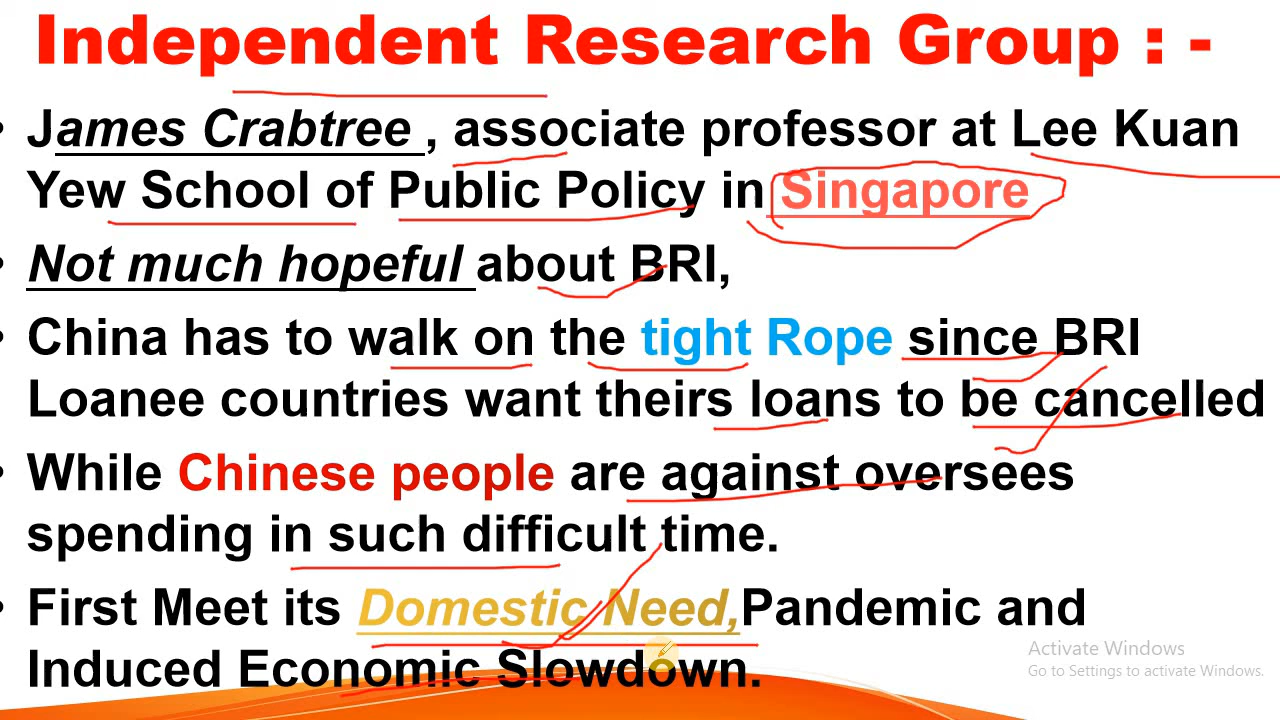 Independent Research Group : -
• James Crabtree , associate professor at Lee Kuan
Yew School of Public Policy in Singapore
• Not much hopeful about BRI,
• China has to walk on the tight Rope since BRI
Loanee countries want theirs loans to be cancelled
• While Chinese people are against oversees
spending in such difficult time.
• First Meet its Domestic Need,Pandemic and
Induced Economic Slowdown.
Activate Windows
Go to Settings to activate Windows.